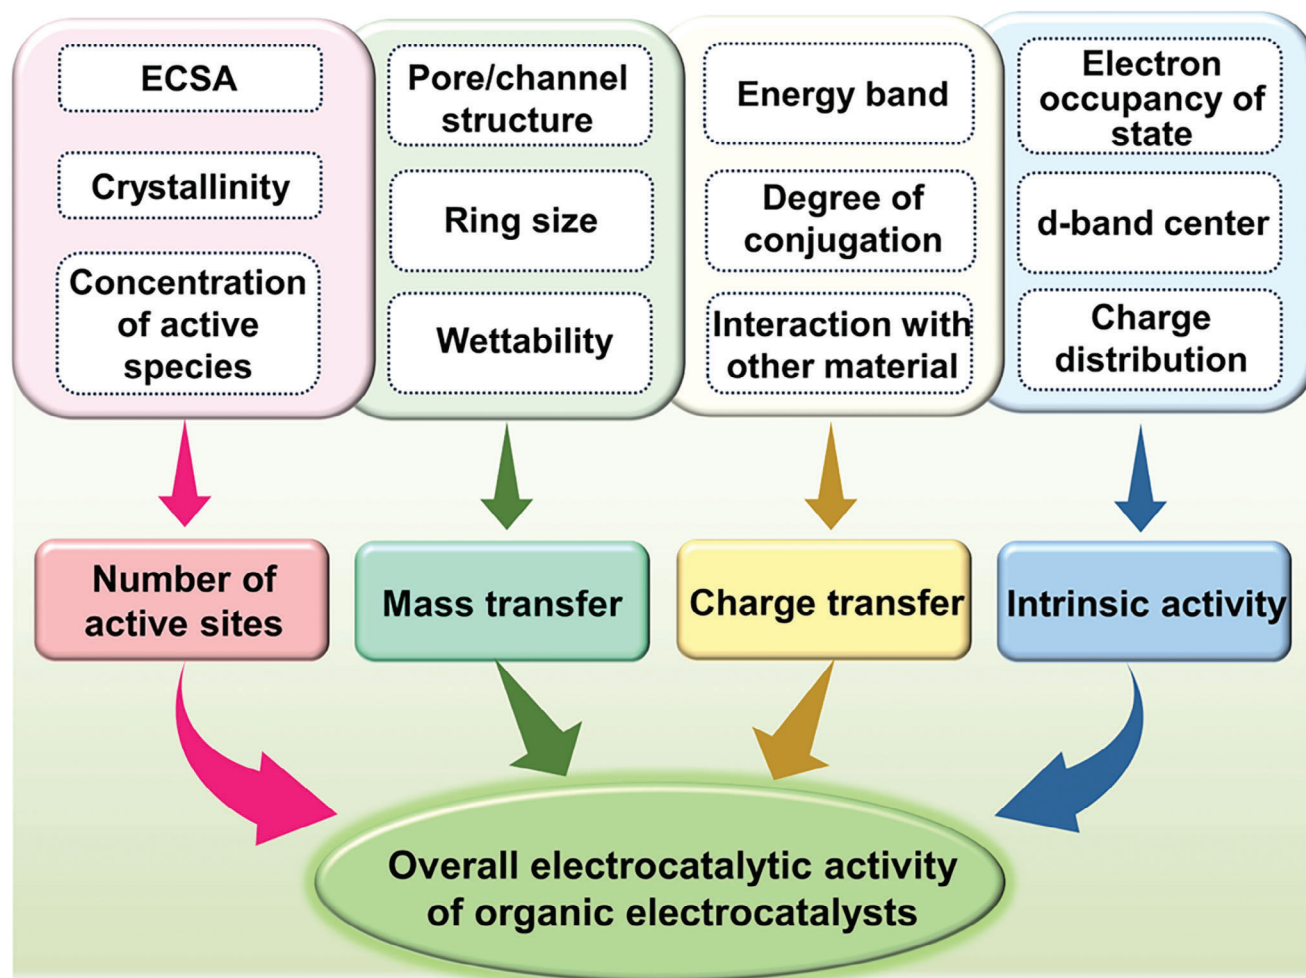 ECSA
Crystallinity
Concentration
of active
species
Pore/channel
structure
Ring size
Wettability
Energy band
Degree of
conjugation
Interaction with
other material
Electron
occupancy of
state
d-band center
Charge
distribution
Number of
active sites
Mass transfer
Charge transfer
Intrinsic activity
Overall electrocatalytic activity
of organic electrocatalysts